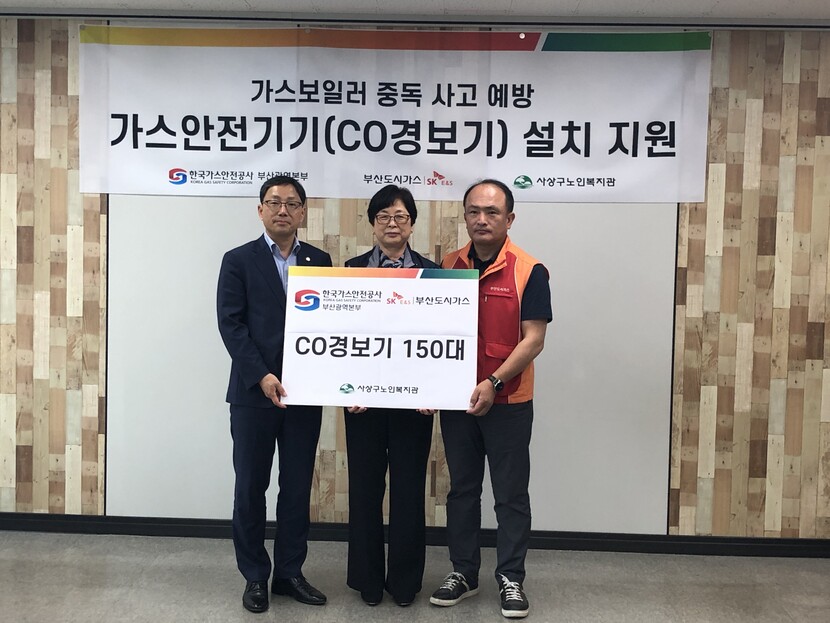 가스보일러 중독 사고 예방
가스안전기기(CO경보기) 설치 지원
한국가스안전공사 부산광역본부
KOREA GAS SAFETY CORPORATION
부산도시가스 SK E&S
사상구노인복지관
한국가스안전공사
KOREA GAS SAFETY CORPORATION
부산광역본부
SK E&S 부산도시가스
CO경보기 150대
사상구노인복지관